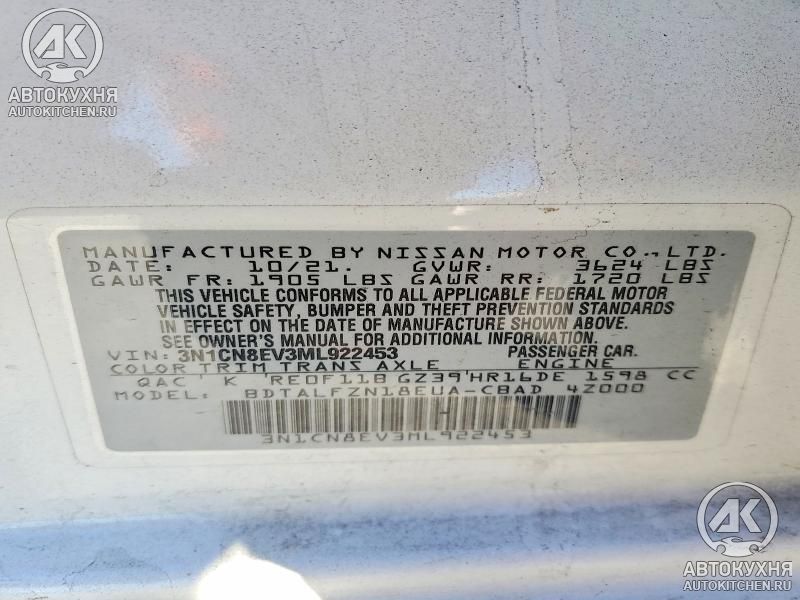 AK
АВТОКУХНЯ
AUTOKITCHEN.RU
MANUFACTURED BY NISSAN MOTOR CO., LTD.
DATE: 10/21. GVWR: 3624 LBS
GAWR FR: 1905 LBS GAWR RR: 1720 LBS
THIS VEHICLE CONFORMS TO ALL APPLICABLE FEDERAL MOTOR
VEHICLE SAFETY, BUMPER AND THEFT PREVENTION STANDARDS
IN EFFECT ON THE DATE OF MANUFACTURE SHOWN ABOVE.
SEE OWNER'S MANUAL FOR ADDITIONAL INFORMATION.
VIN: 3N1CN8EV3ML922453 PASSENGER CAR.
COLOR TRIM TRANS AXLE ENGINE
QAC K RE0F11B GZ39 HR16DE 1598 CC
MODEL: BDTALFZN18EUA-CBAD 4Z000
3N1CN8EV3ML922453
AK
АВТОКУХНЯ
AUTOKITCHEN.RU